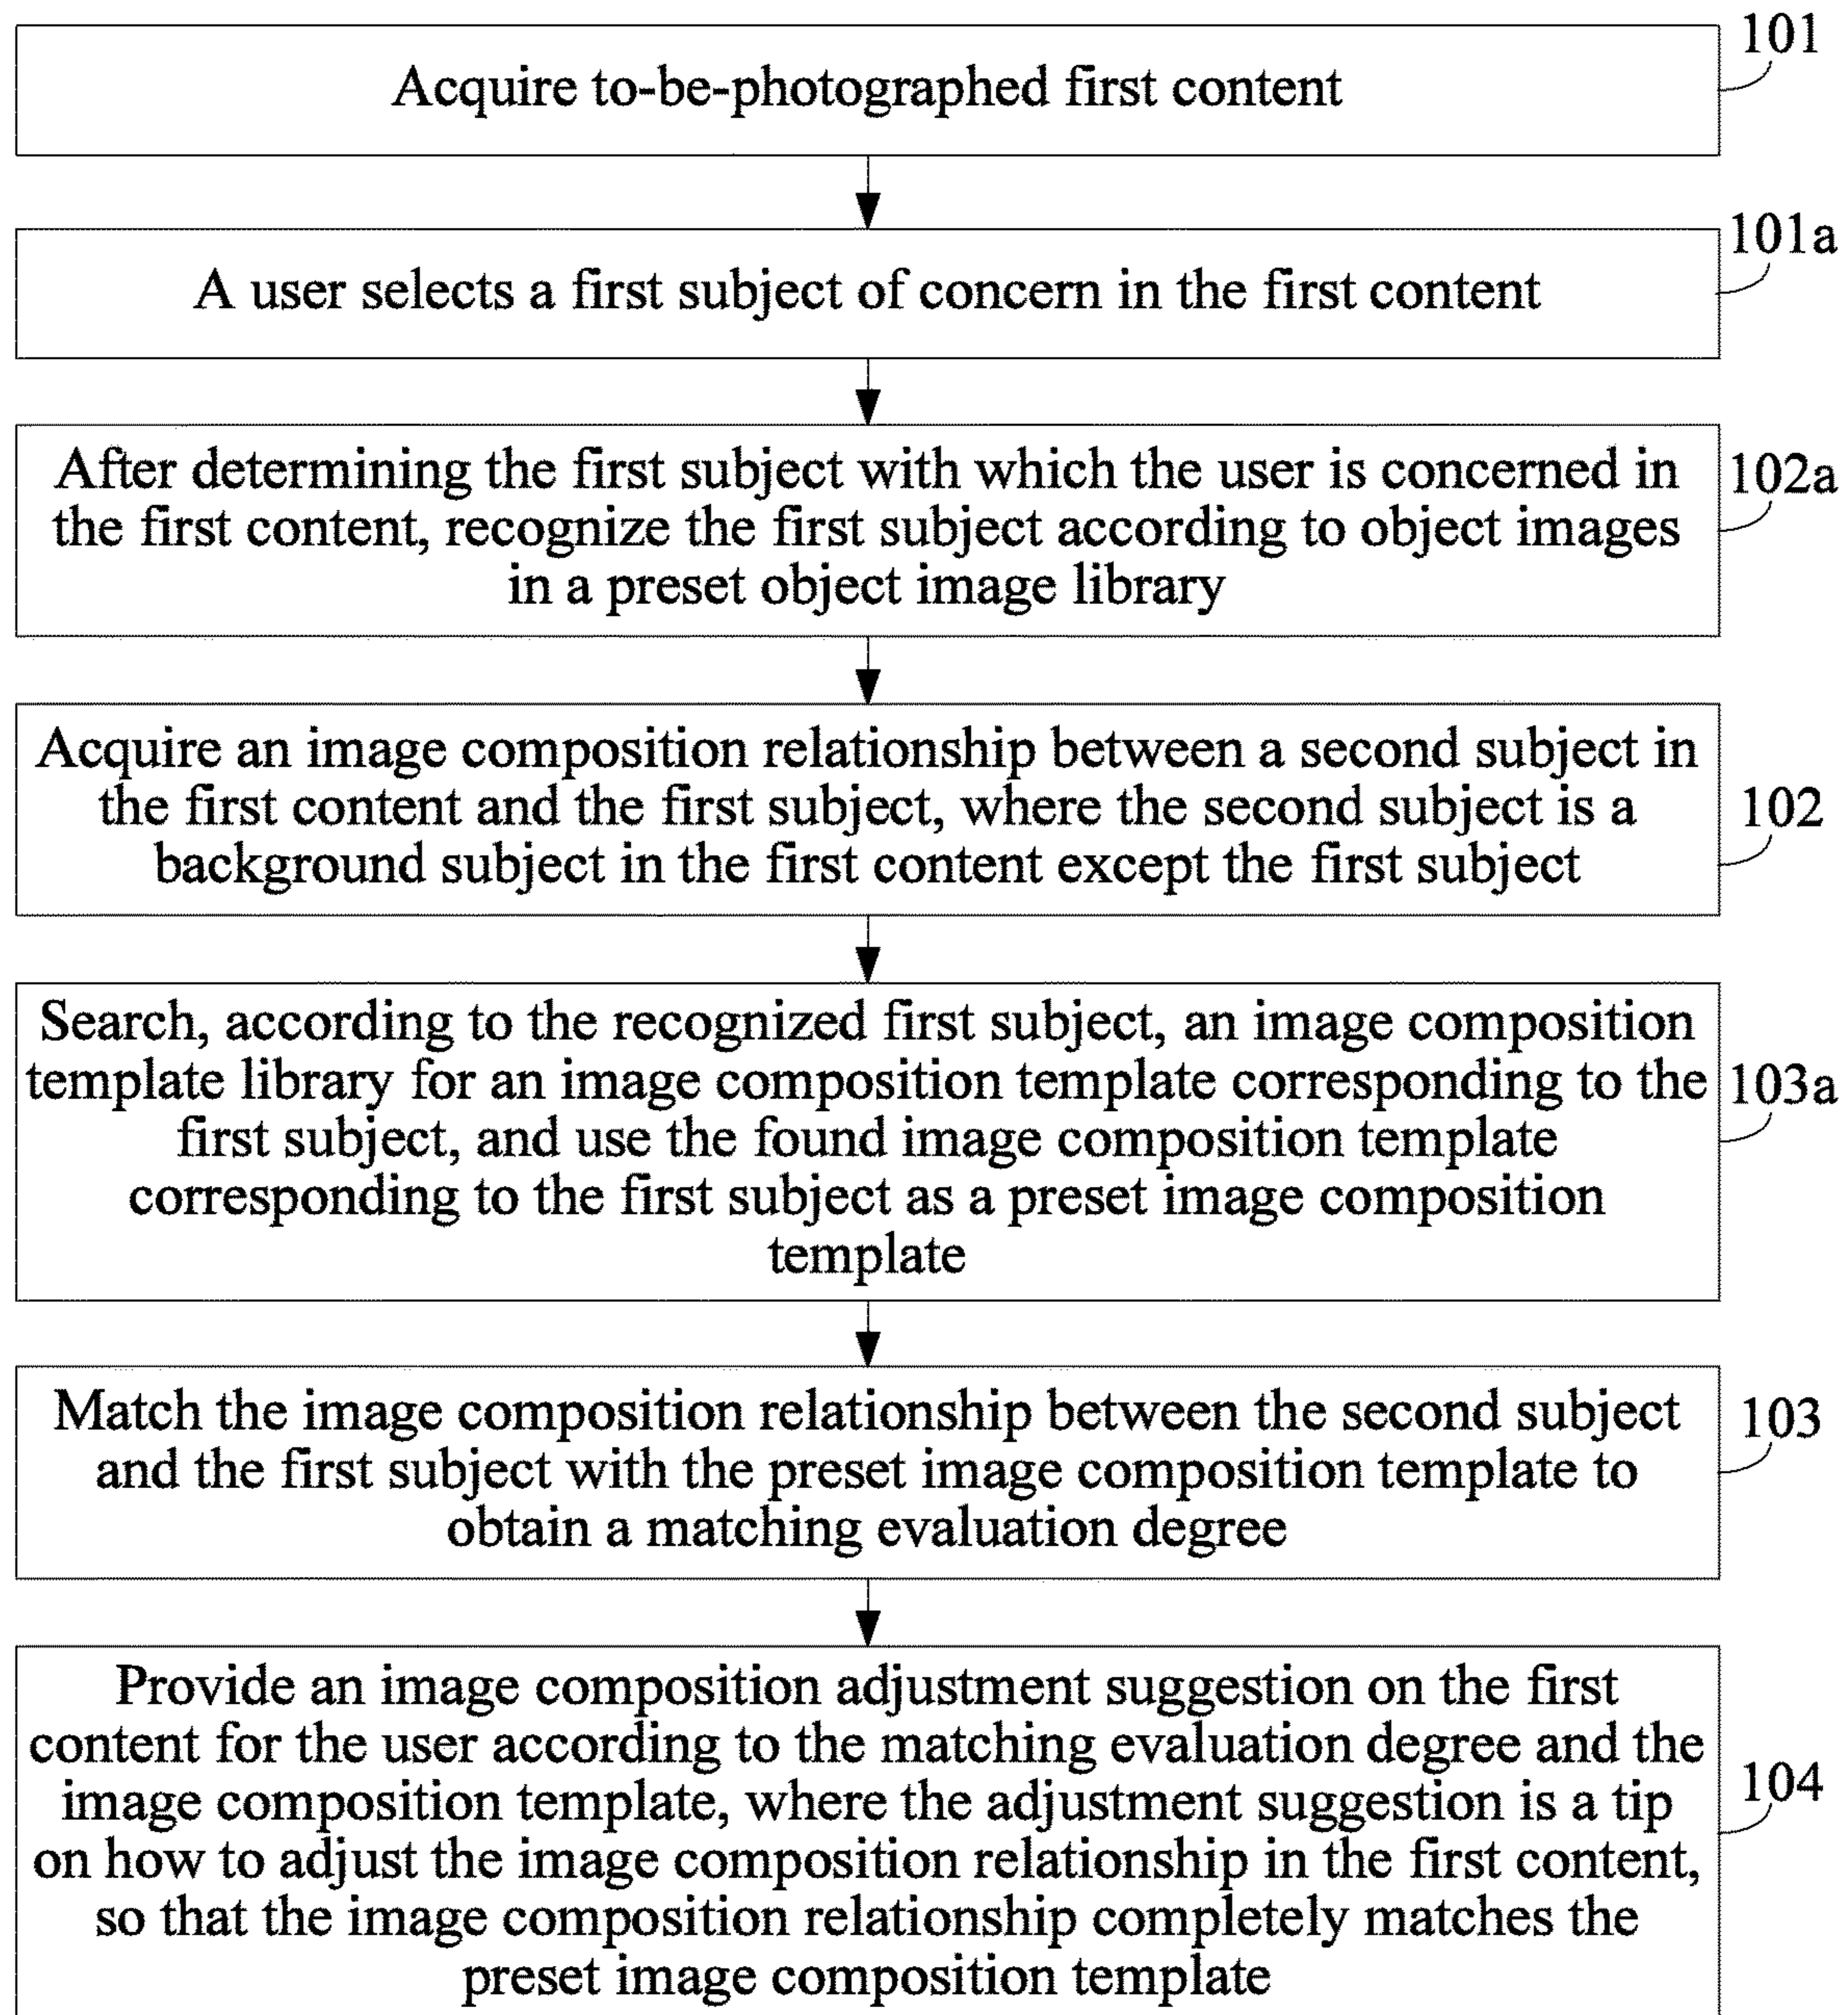 101
Acquire to-be-photographed first content
101a
A user selects a first subject of concern in the first content
After determining the first subject with which the user is concerned in
the first content, recognize the first subject according to object images
in a preset object image library
102a
Acquire an image composition relationship between a second subject in
the first content and the first subject, where the second subject is a
background subject in the first content except the first subject
102
Search, according to the recognized first subject, an image composition
template library for an image composition template corresponding to the
first subject, and use the found image composition template
corresponding to the first subject as a preset image composition
template
103a
Match the image composition relationship between the second subject
and the first subject with the preset image composition template to
obtain a matching evaluation degree
103
Provide an image composition adjustment suggestion on the first
content for the user according to the matching evaluation degree and the
image composition template, where the adjustment suggestion is a tip
on how to adjust the image composition relationship in the first content,
so that the image composition relationship completely matches the
preset image composition template
104